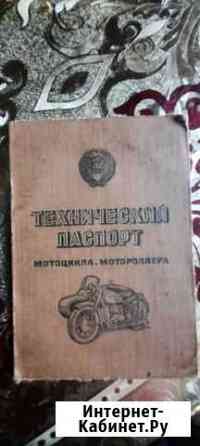 ТЕХНИЧЕСКИЙ
ПАСПОРТ
МОТОЦИКЛА, МОТОРОЛЛЕРА
Интернет-
Кабинет.Ру